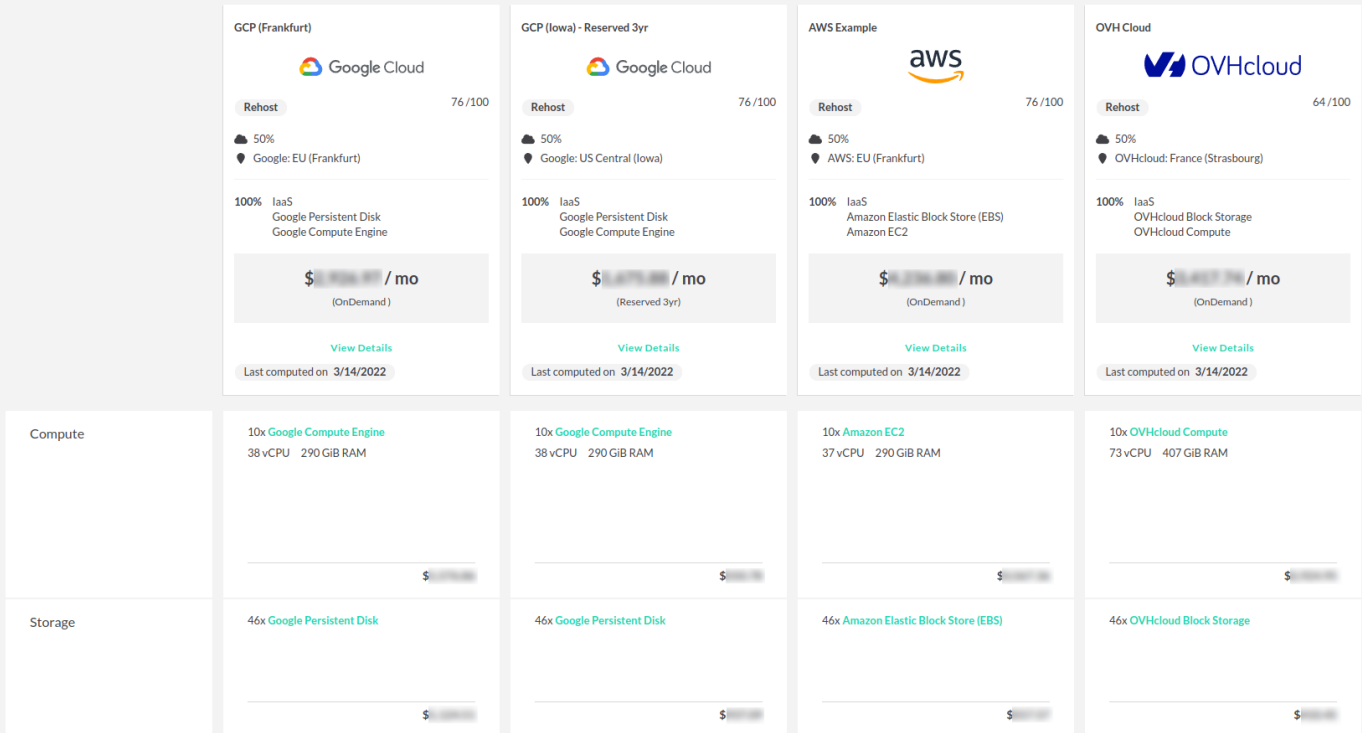 GCP (Frankfurt)
Google Cloud
Rehost 76 /100
50%
Google: EU (Frankfurt)
100% IaaS
Google Persistent Disk
Google Compute Engine
$ / mo
(OnDemand )
View Details
Last computed on 3/14/2022
GCP (Iowa) - Reserved 3yr
Google Cloud
Rehost 76 /100
50%
Google: US Central (Iowa)
100% IaaS
Google Persistent Disk
Google Compute Engine
$ / mo
(Reserved 3yr)
View Details
Last computed on 3/14/2022
AWS Example
aws
Rehost 76 /100
50%
AWS: EU (Frankfurt)
100% IaaS
Amazon Elastic Block Store (EBS)
Amazon EC2
$ / mo
(OnDemand )
View Details
Last computed on 3/14/2022
OVH Cloud
OVHcloud
Rehost 64 /100
50%
OVHcloud: France (Strasbourg)
100% IaaS
OVHcloud Block Storage
OVHcloud Compute
$ / mo
(OnDemand )
View Details
Last computed on 3/14/2022
Compute
10x Google Compute Engine
38 vCPU 290 GiB RAM
$
10x Google Compute Engine
38 vCPU 290 GiB RAM
$
10x Amazon EC2
37 vCPU 290 GiB RAM
$
10x OVHcloud Compute
73 vCPU 407 GiB RAM
$
Storage
46x Google Persistent Disk
$
46x Google Persistent Disk
$
46x Amazon Elastic Block Store (EBS)
$
46x OVHcloud Block Storage
$